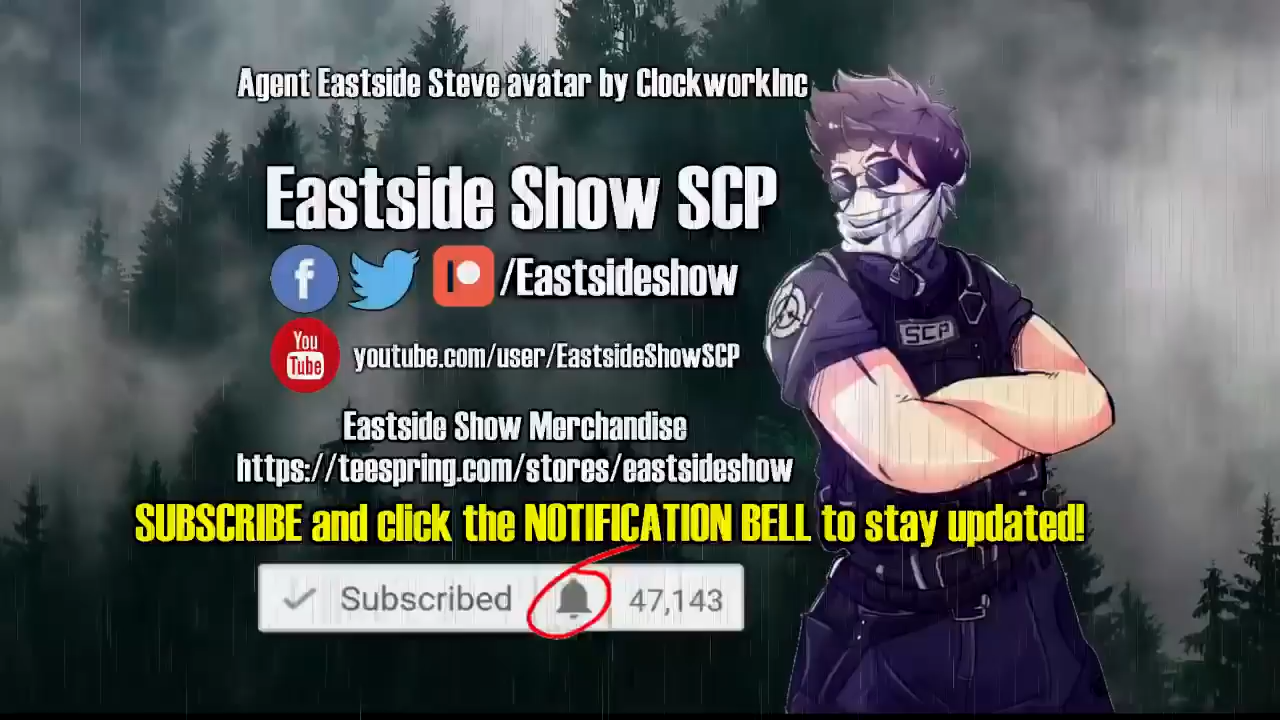 Agent Eastside Steve avatar by ClockworkInc
Eastside Show SCP
f /Eastsideshow
You
Tube
youtube.com/user/EastsideShowSCP
SCP
Eastside Show Merchandise
https://teespring.com/stores/eastsideshow
SUBSCRIBE and click the NOTIFICATION BELL to stay updated!
Subscribed 47,143